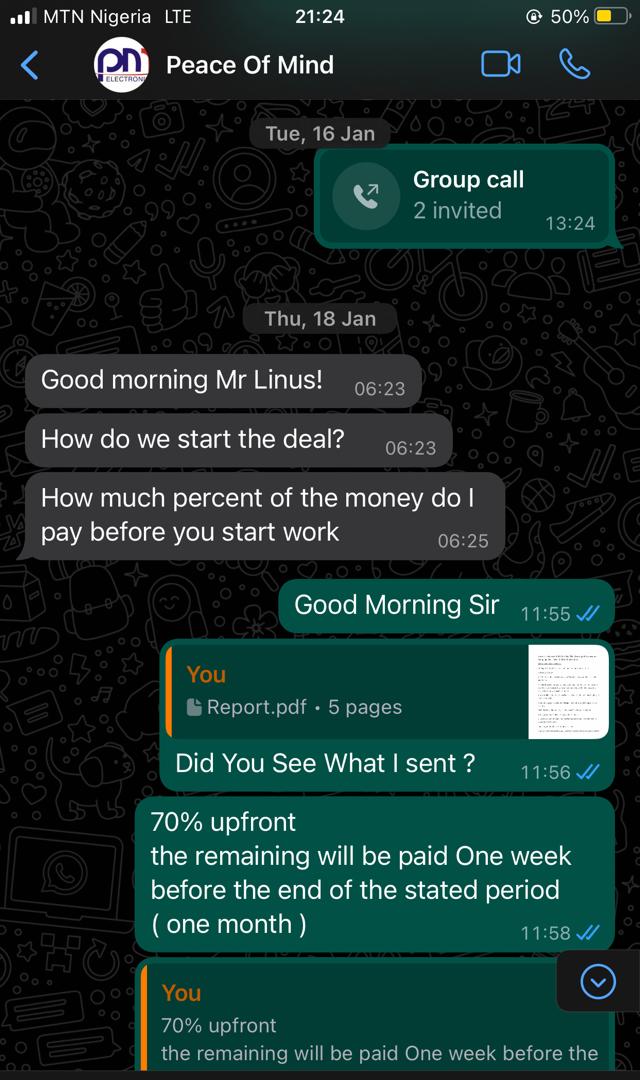 MTN Nigeria LTE 21:24 50%
pn Peace Of Mind
ELECTRONI
Tue, 16 Jan
Group call
2 invited 13:24
Thu, 18 Jan
Good morning Mr Linus! 06:23
How do we start the deal? 06:23
How much percent of the money do I
pay before you start work 06:25
Good Morning Sir 11:55
You
Report.pdf • 5 pages
Did You See What I sent ? 11:56
70% upfront
the remaining will be paid One week
before the end of the stated period
( one month ) 11:58
You
70% upfront
the remaining will be paid One week before the